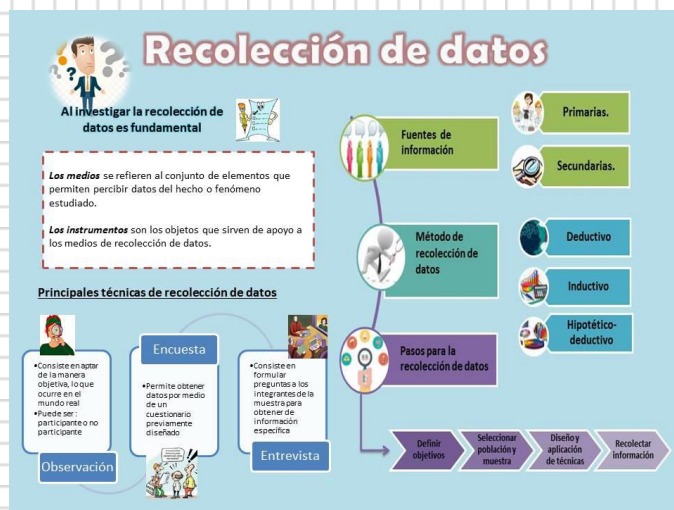 Recolección de datos
Al investigar la recolección de
datos es fundamental
Los medios se refieren al conjunto de elementos que
permiten percibir datos del hecho o fenómeno
estudiado.
Los instrumentos son los objetos que sirven de apoyo a
los medios de recolección de datos.
Principales técnicas de recolección de datos
•Consiste en aptar
de la manera
objetiva, lo que
ocurre en el
mundo real
•Puede ser :
participante o no
participante
Observación
Encuesta
•Permite obtener
datos por medio
de un
cuestionario
previamente
diseñado
•Consiste en
formular
preguntas a los
integrantes de la
muestra para
obtener de
información
específica
Entrevista
Fuentes de
información
Primarias.
Secundarias.
Método de
recolección de
datos
Deductivo
Inductivo
Hipotético-
deductivo
Pasos para la
recolección de datos
Definir
objetivos
Seleccionar
población y
muestra
Diseño y
aplicación
de técnicas
Recolectar
información